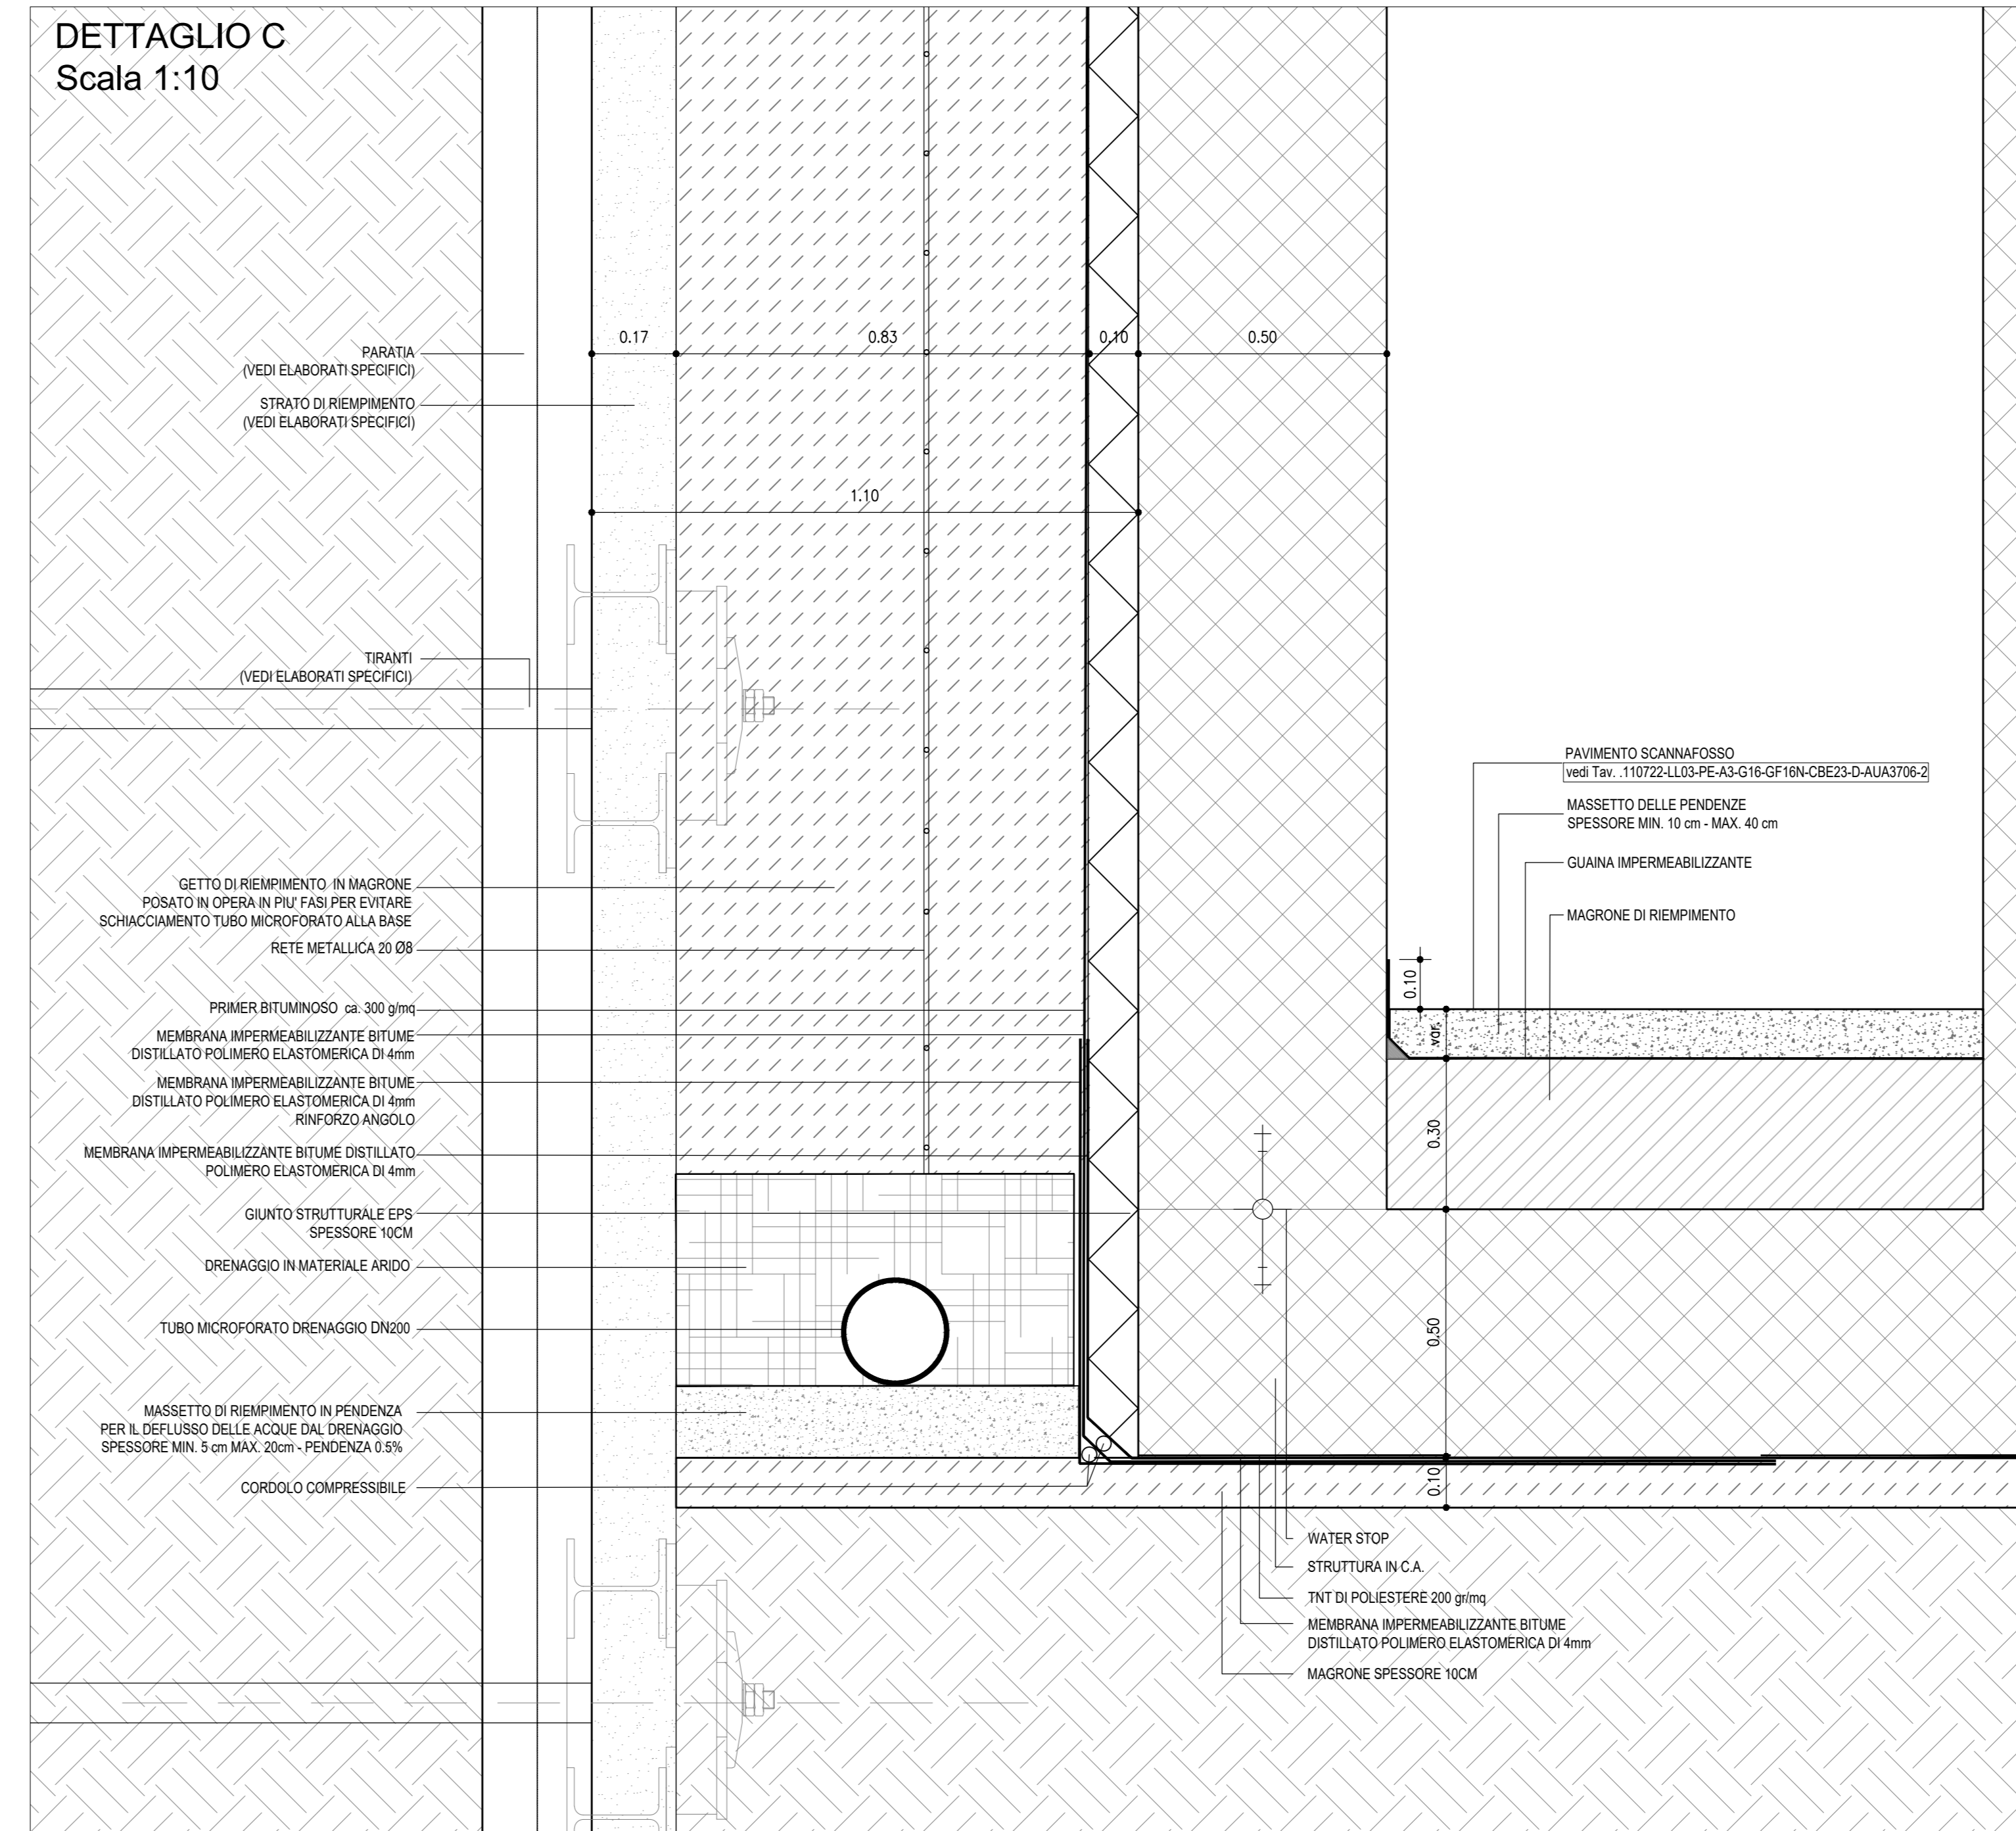 DETTAGLIO C
Scala 1:10
0.17
0.83
0.10
0.50
PARATIA
(VEDI ELABORATI SPECIFICI)
STRATO DI RIEMPIMENTO
(VEDI ELABORATI SPECIFICI)
1.10
TIRANTI
(VEDI ELABORATI SPECIFICI)
GETTO DI RIEMPIMENTO IN MAGRONE
POSATO IN OPERA IN PIU' FASI PER EVITARE
SCHIACCIAMENTO TUBO MICROFORATO ALLA BASE
RETE METALLICA 20 Ø8
PRIMER BITUMINOSO ca. 300 g/mq
MEMBRANA IMPERMEABILIZZANTE BITUME
DISTILLATO POLIMERO ELASTOMERICA DI 4mm
MEMBRANA IMPERMEABILIZZANTE BITUME
DISTILLATO POLIMERO ELASTOMERICA DI 4mm
RINFORZO ANGOLO
MEMBRANA IMPERMEABILIZZANTE BITUME DISTILLATO
POLIMERO ELASTOMERICA DI 4mm
GIUNTO STRUTTURALE EPS
SPESSORE 10CM
DRENAGGIO IN MATERIALE ARIDO
TUBO MICROFORATO DRENAGGIO DN200
MASSETTO DI RIEMPIMENTO IN PENDENZA
PER IL DEFLUSSO DELLE ACQUE DAL DRENAGGIO
SPESSORE MIN. 5 cm MAX. 20cm - PENDENZA 0.5%
CORDOLO COMPRESSIBILE
PAVIMENTO SCANNAFOSSO
vedi Tav. .110722-LL03-PE-A3-G16-GF16N-CBE23-D-AUA3706-2
MASSETTO DELLE PENDENZE
SPESSORE MIN. 10 cm - MAX. 40 cm
GUAINA IMPERMEABILIZZANTE
MAGRONE DI RIEMPIMENTO
0.10
var.
0.30
0.50
0.10
WATER STOP
STRUTTURA IN C.A.
TNT DI POLIESTERE 200 gr/mq
MEMBRANA IMPERMEABILIZZANTE BITUME
DISTILLATO POLIMERO ELASTOMERICA DI 4mm
MAGRONE SPESSORE 10CM